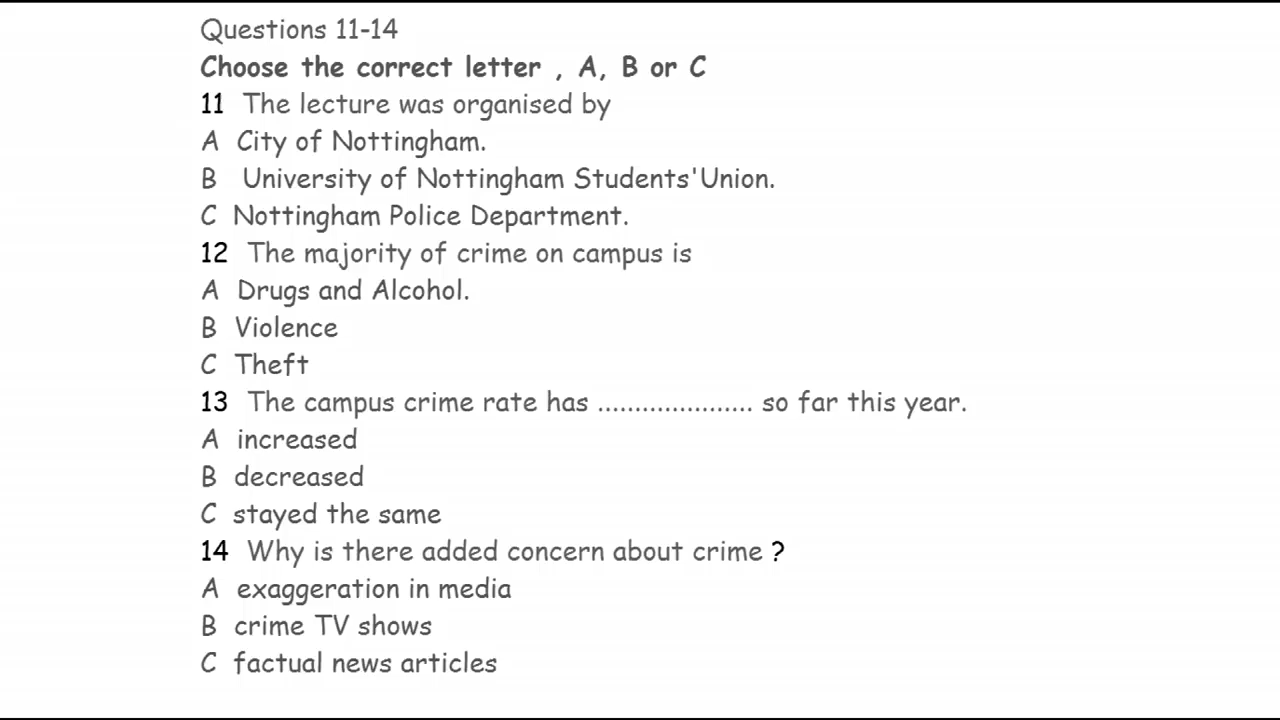 Questions 11-14
Choose the correct letter , A, B or C
11 The lecture was organised by
A City of Nottingham.
B University of Nottingham Students'Union.
C Nottingham Police Department.
12 The majority of crime on campus is
A Drugs and Alcohol.
B Violence
C Theft
13 The campus crime rate has ..................... so far this year.
A increased
B decreased
C stayed the same
14 Why is there added concern about crime ?
A exaggeration in media
B crime TV shows
C factual news articles